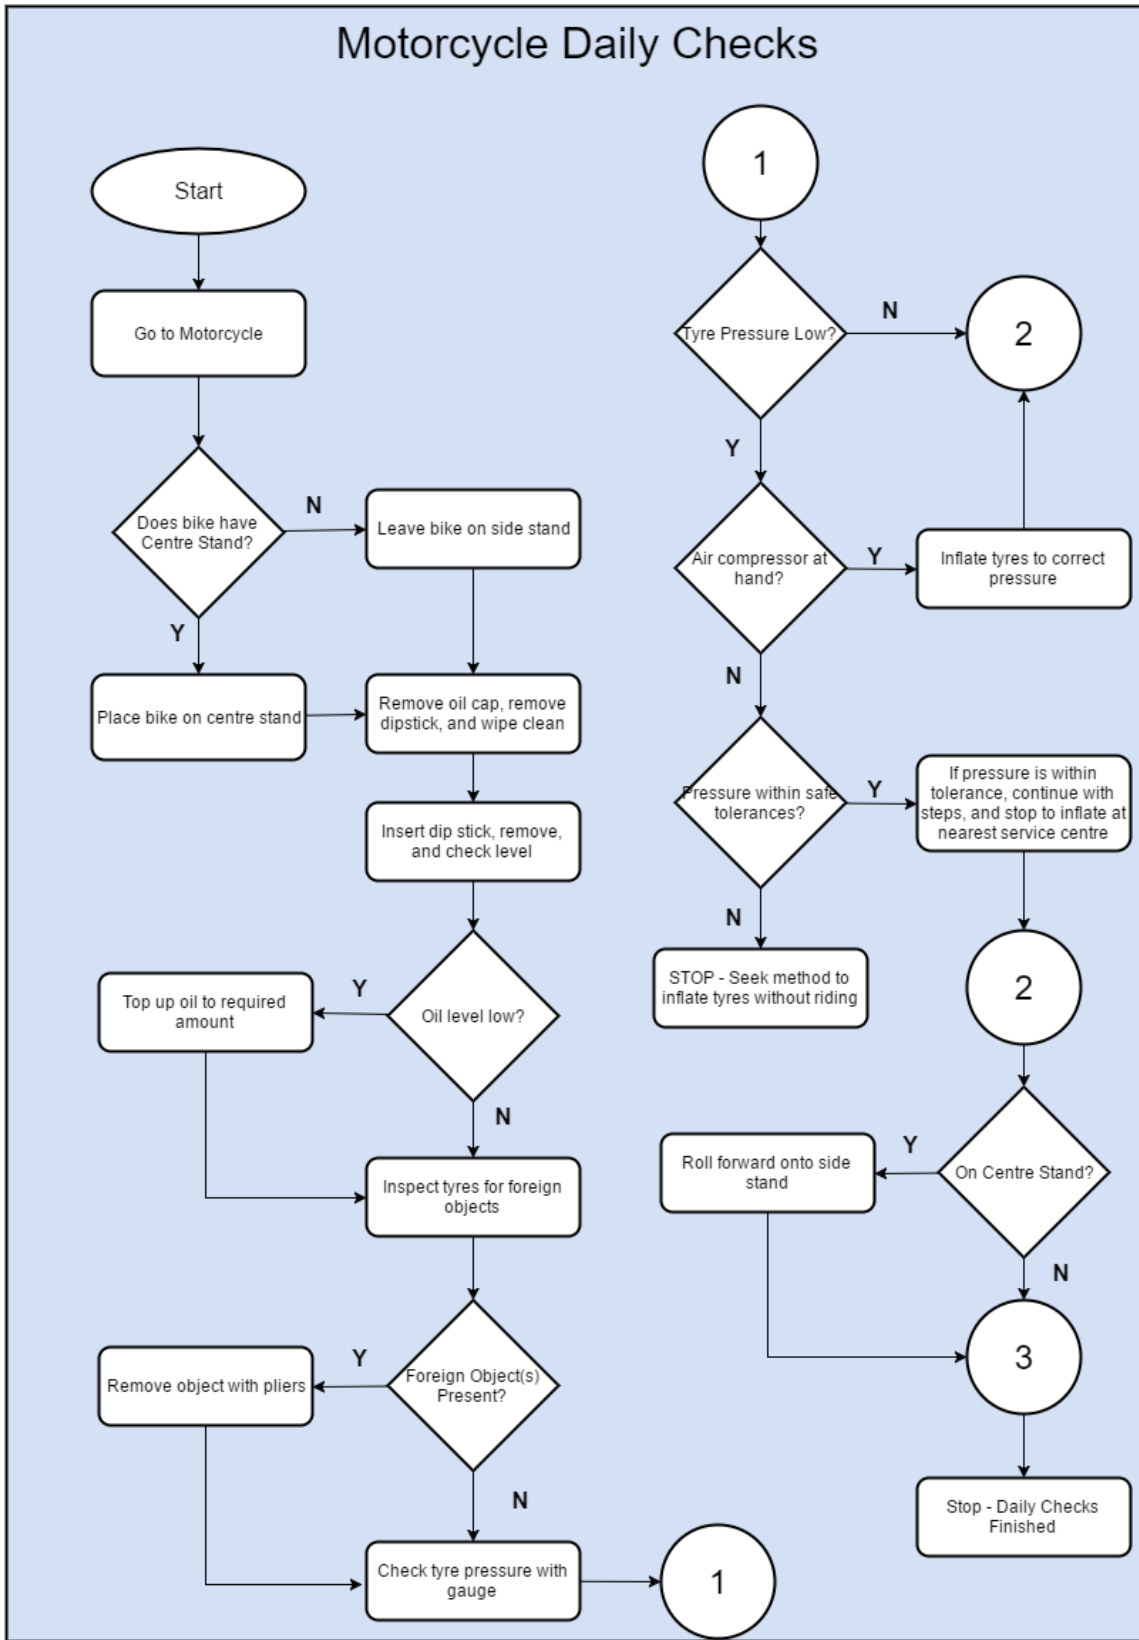 Motorcycle Daily Checks
Start
Go to Motorcycle
Does bike have
Centre Stand?
N
Leave bike on side stand
Y
Place bike on centre stand
Remove oil cap, remove
dipstick, and wipe clean
Insert dip stick, remove,
and check level
Oil level low?
Y
Top up oil to required
amount
N
Inspect tyres for foreign
objects
Foreign Object(s)
Present?
Y
Remove object with pliers
N
Check tyre pressure with
gauge
1
1
Tyre Pressure Low?
N
2
Y
Air compressor at
hand?
Y
Inflate tyres to correct
pressure
N
Pressure within safe
tolerances?
Y
If pressure is within
tolerance, continue with
steps, and stop to inflate at
nearest service centre
N
STOP - Seek method to
inflate tyres without riding
2
On Centre Stand?
Y
Roll forward onto side
stand
N
3
Stop - Daily Checks
Finished